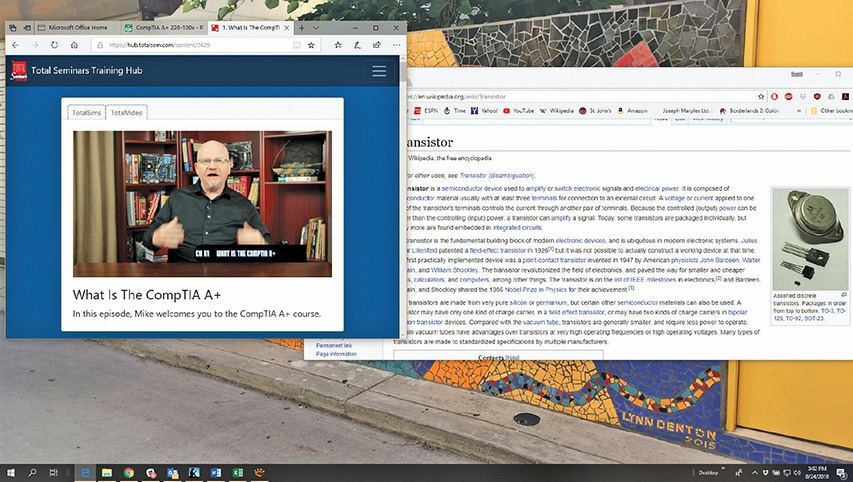 Microsoft Office Home
CompTIA A+ 220-100x - P
1. What Is The CompTI
https://hub.totalsem.com/content/2629
Total Seminars Training Hub
TotalSims
TotalVideo
CH 01 WHAT IS THE COMPTIA A+
What Is The CompTIA A+
In this episode, Mike welcomes you to the CompTIA A+ course.
en.wikipedia.org/wiki/Transistor
ESPN
Time
Yahoo!
YouTube
Wikipedia
St. John's
Amazon
Joseph Marples Ltd.
Borderlands 2: Golde
Other bookm
ansistor
Wikipedia, the free encyclopedia
or other uses, see Transistor (disambiguation).
ansistor is a semiconductor device used to amplify or switch electronic signals and electrical power. It is composed of
conductor material usually with at least three terminals for connection to an external circuit. A voltage or current applied to one
of the transistor's terminals controls the current through another pair of terminals. Because the controlled (output) power can be
er than the controlling (input) power, a transistor can amplify a signal. Today, some transistors are packaged individually, but
y more are found embedded in integrated circuits.
transistor is the fundamental building block of modern electronic devices, and is ubiquitous in modern electronic systems. Julius
r Lilienfeld patented a field-effect transistor in 1926[1] but it was not possible to actually construct a working device at that time.
first practically implemented device was a point-contact transistor invented in 1947 by American physicists John Bardeen, Walter
ain, and William Shockley. The transistor revolutionized the field of electronics, and paved the way for smaller and cheaper
s, calculators, and computers, among other things. The transistor is on the list of IEEE milestones in electronics,[2] and Bardeen,
ain, and Shockley shared the 1956 Nobel Prize in Physics for their achievement.[3]
transistors are made from very pure silicon or germanium, but certain other semiconductor materials can also be used. A
istor may have only one kind of charge carrier, in a field effect transistor, or may have two kinds of charge carriers in bipolar
on transistor devices. Compared with the vacuum tube, transistors are generally smaller, and require less power to operate.
in vacuum tubes have advantages over transistors at very high operating frequencies or high operating voltages. Many types of
istors are made to standardized specifications by multiple manufacturers.
Assorted discrete
transistors. Packages in order
from top to bottom: TO-3, TO-
126, TO-92, SOT-23.
Permanent link
Page information
Contents [hide]
LYNN DENTON
2015
Desktop
3:02 PM
8/24/2018